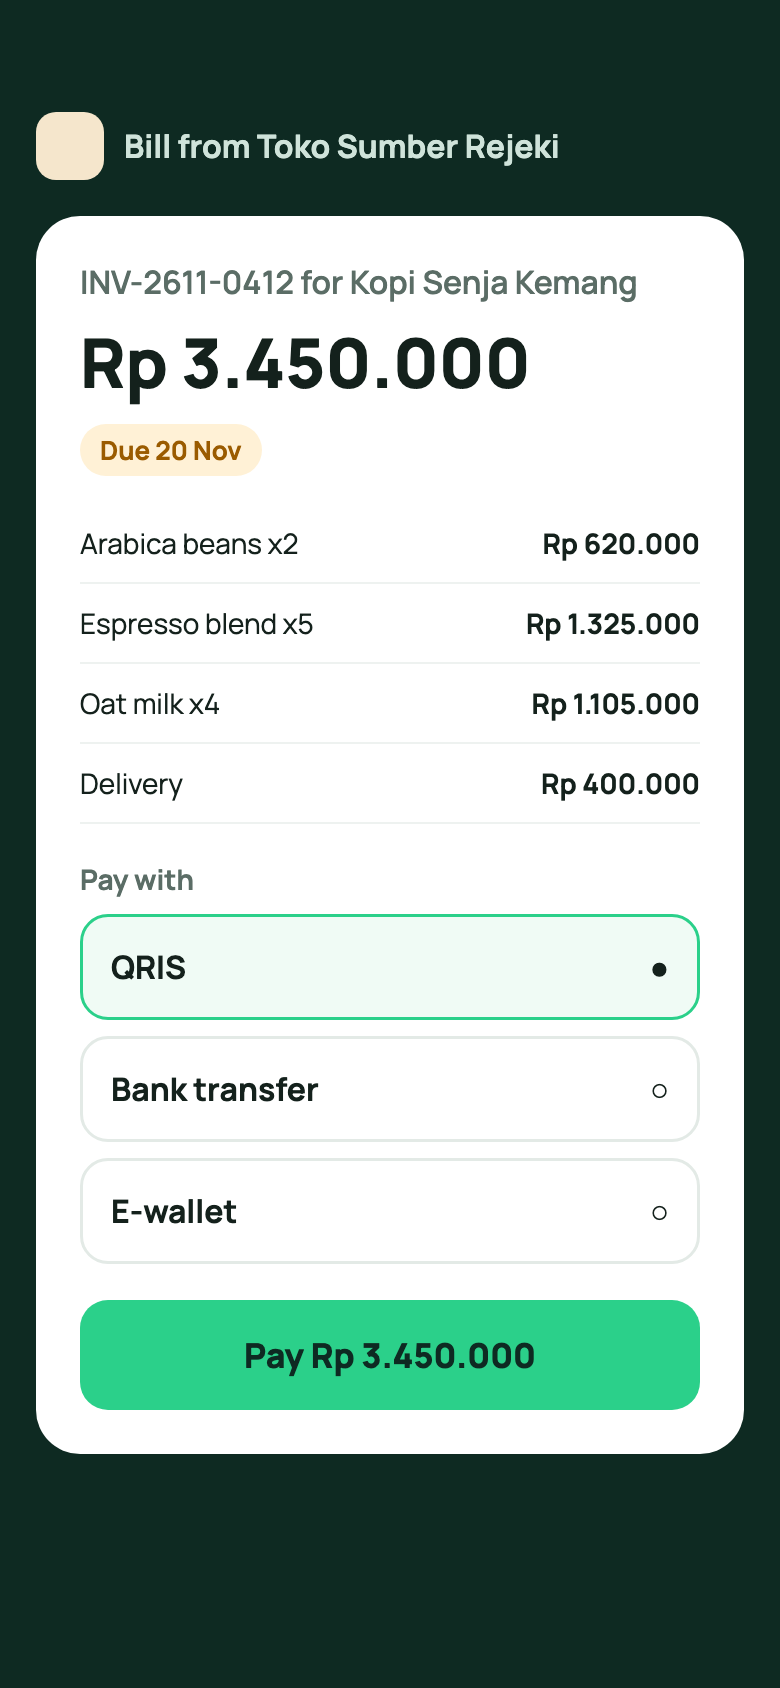 Bill from Toko Sumber Rejeki
INV-2611-0412 for Kopi Senja Kemang
Rp 3.450.000
Due 20 Nov
Arabica beans x2 Rp 620.000
Espresso blend x5 Rp 1.325.000
Oat milk x4 Rp 1.105.000
Delivery Rp 400.000
Pay with
QRIS
Bank transfer
E-wallet
Pay Rp 3.450.000